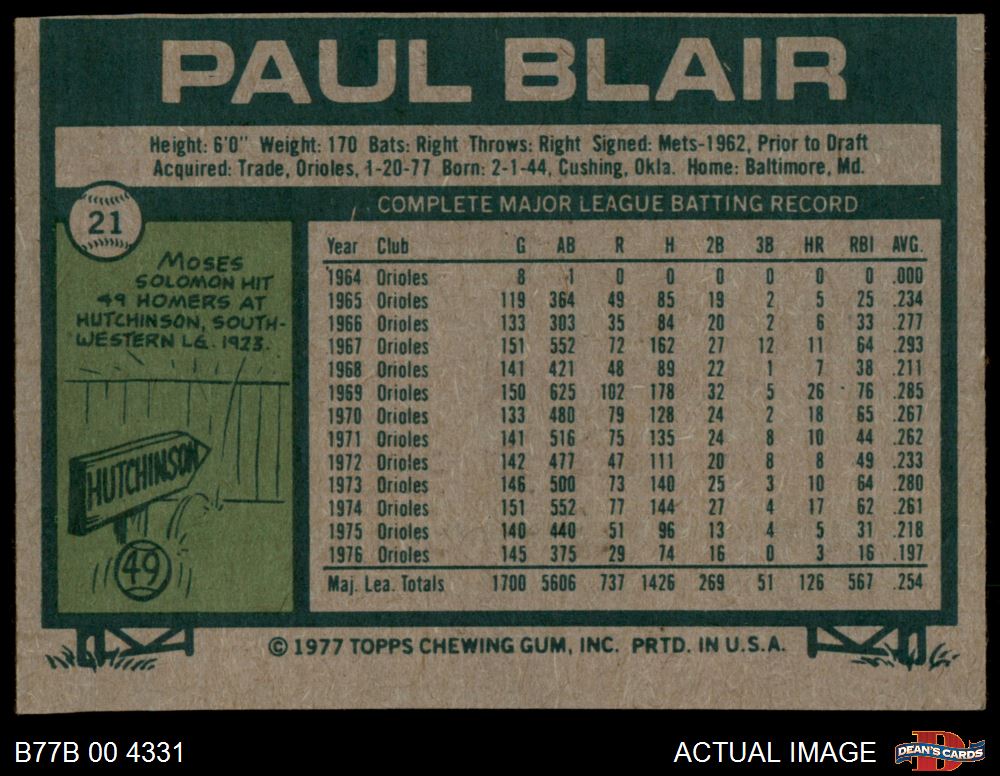 PAUL BLAIR
Height: 6'0" Weight: 170 Bats: Right Throws: Right Signed: Mets-1962, Prior to Draft
Acquired: Trade, Orioles, 1-20-77 Born: 2-1-44, Cushing, Okla. Home: Baltimore, Md.
21
MOSES
SOLOMON HIT
49 HOMERS AT
HUTCHINSON, SOUTH-
WESTERN LG. 1923.
HUTCHINSON
49
COMPLETE MAJOR LEAGUE BATTING RECORD
Year Club G AB R H 2B 3B HR RBI AVG.
1964 Orioles 8 1 0 0 0 0 0 0 .000
1965 Orioles 119 364 49 85 19 2 5 25 .234
1966 Orioles 133 303 35 84 20 2 6 33 .277
1967 Orioles 151 552 72 162 27 12 11 64 .293
1968 Orioles 141 421 48 89 22 1 7 38 .211
1969 Orioles 150 625 102 178 32 5 26 76 .285
1970 Orioles 133 480 79 128 24 2 18 65 .267
1971 Orioles 141 516 75 135 24 8 10 44 .262
1972 Orioles 142 477 47 111 20 8 8 49 .233
1973 Orioles 146 500 73 140 25 3 10 64 .280
1974 Orioles 151 552 77 144 27 4 17 62 .261
1975 Orioles 140 440 51 96 13 4 5 31 .218
1976 Orioles 145 375 29 74 16 0 3 16 .197
Maj. Lea. Totals 1700 5606 737 1426 269 51 126 567 .254
© 1977 TOPPS CHEWING GUM, INC. PRTD. IN U.S.A.
B77B 00 4331
ACTUAL IMAGE
DEAN'S CARDS